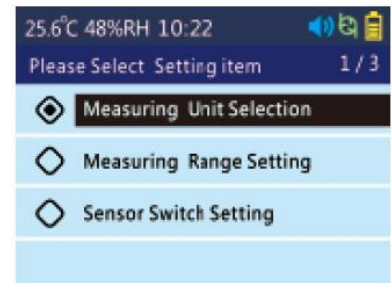 25.6°C 48%RH 10:22
Please Select Setting item 1/3
Measuring Unit Selection
Measuring Range Setting
Sensor Switch Setting